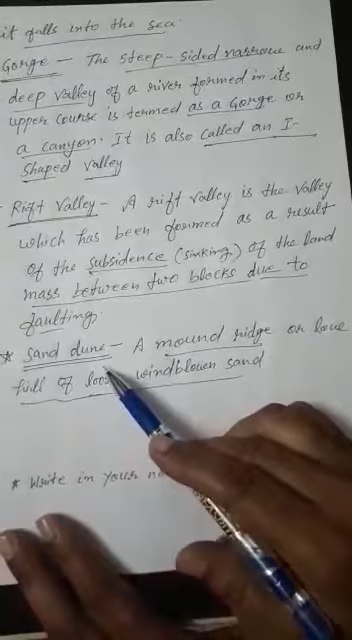 it falls into the sea.
Gorge - The steep-sided narrow and
deep valley of a river formed in its
upper course is termed as a Gorge or
a canyon. It is also called an I-
shaped valley
Rift Valley - A rift valley is the valley
which has been formed as a result
of the subsidence (sinking) of the land
mass between two blocks due to
faulting.
* Sand dune - A mound ridge or low
full of windblown sand
* Write in your